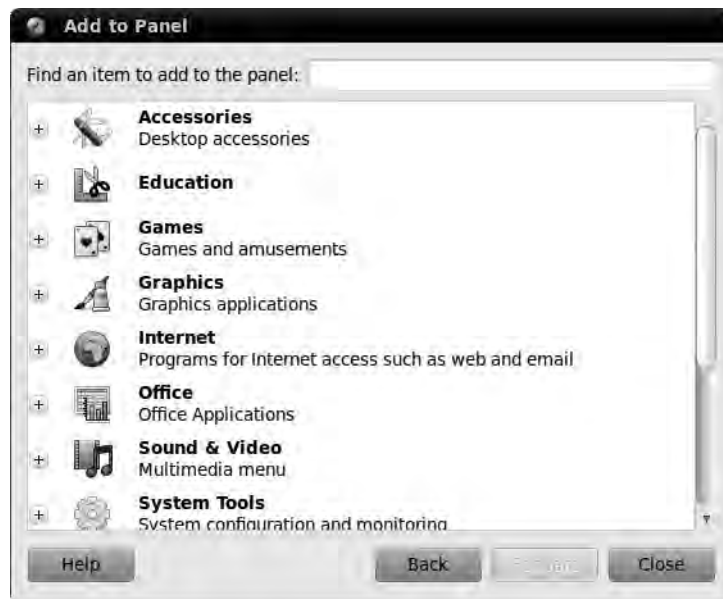 Add to Panel
Find an item to add to the panel:
Accessories
Desktop accessories
Education
Games
Games and amusements
Graphics
Graphics applications
Internet
Programs for Internet access such as web and email
Office
Office Applications
Sound & Video
Multimedia menu
System Tools
System configuration and monitoring
Help
Back
Close